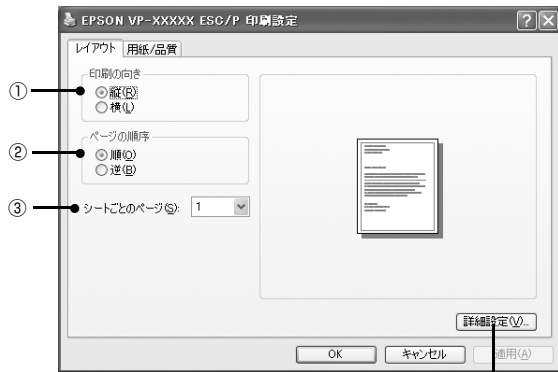 EPSON VP-XXXXX ESC/P 印刷設定
レイアウト 用紙/品質
印刷の向き
① 縦(R)
横(L)
ページの順序
② 順(O)
逆(B)
③ シートごとのページ(S): 1
詳細設定(V)...
OK キャンセル 適用(A)